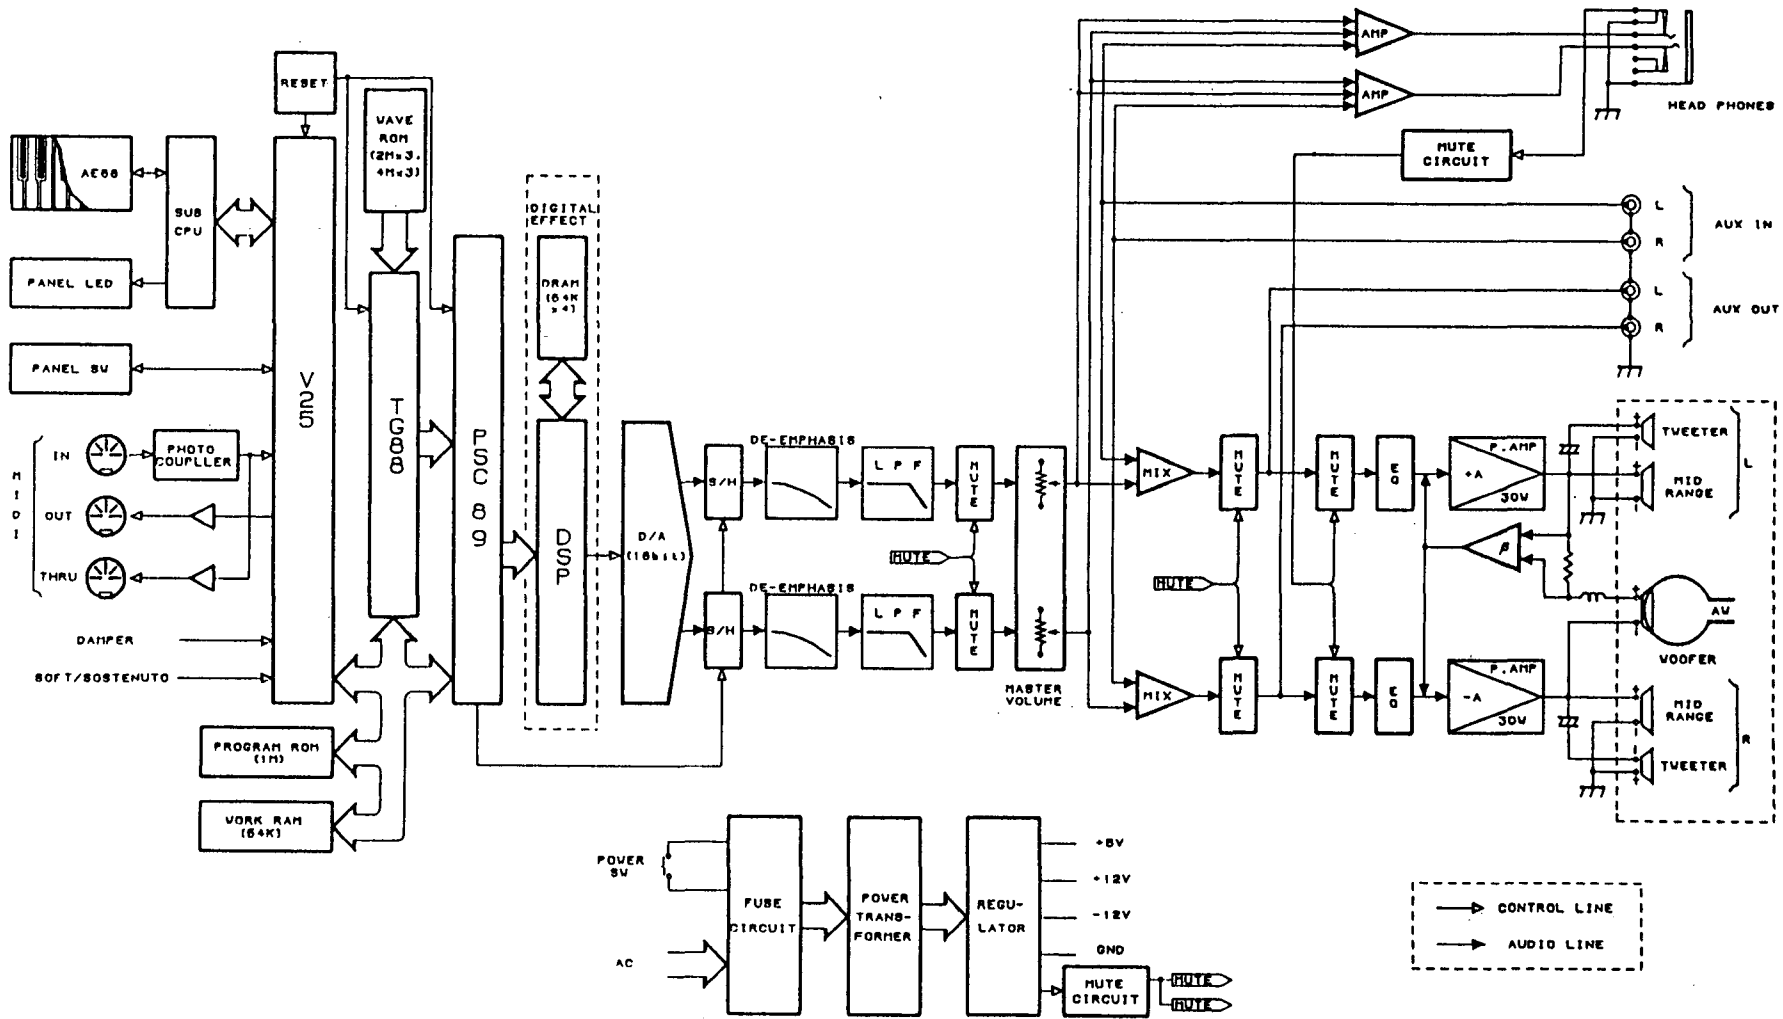 RESET
WAVE
ROM
(2M×3,
4M×3)
AE88
SUB
CPU
PANEL LED
PANEL SW
MIDI
IN
PHOTO
COUPLLER
OUT
THRU
DAMPER
SOFT/SOSTENUTO
V25
TG88
PSC 89
DIGITAL
EFFECT
DRAM
(64K
×4)
DSP
D/A
(16bit)
PROGRAM ROM
(1M)
WORK RAM
(64K)
S/H
DE-EMPHASIS
LPF
MUTE
MUTE
S/H
DE-EMPHASIS
LPF
MUTE
MASTER
VOLUME
AMP
AMP
HEAD PHONES
MUTE
CIRCUIT
L
R
AUX IN
L
R
AUX OUT
MIX
MUTE
MUTE
EQ
P.AMP
+A
30W
TWEETER
MID
RANGE
L
MUTE
β
AW
WOOFER
MIX
MUTE
MUTE
EQ
P.AMP
-A
30W
MID
RANGE
R
TWEETER
POWER
SW
AC
FUSE
CIRCUIT
POWER
TRANS-
FORMER
REGU-
LATOR
+5V
+12V
-12V
GND
MUTE
CIRCUIT
MUTE
MUTE
CONTROL LINE
AUDIO LINE